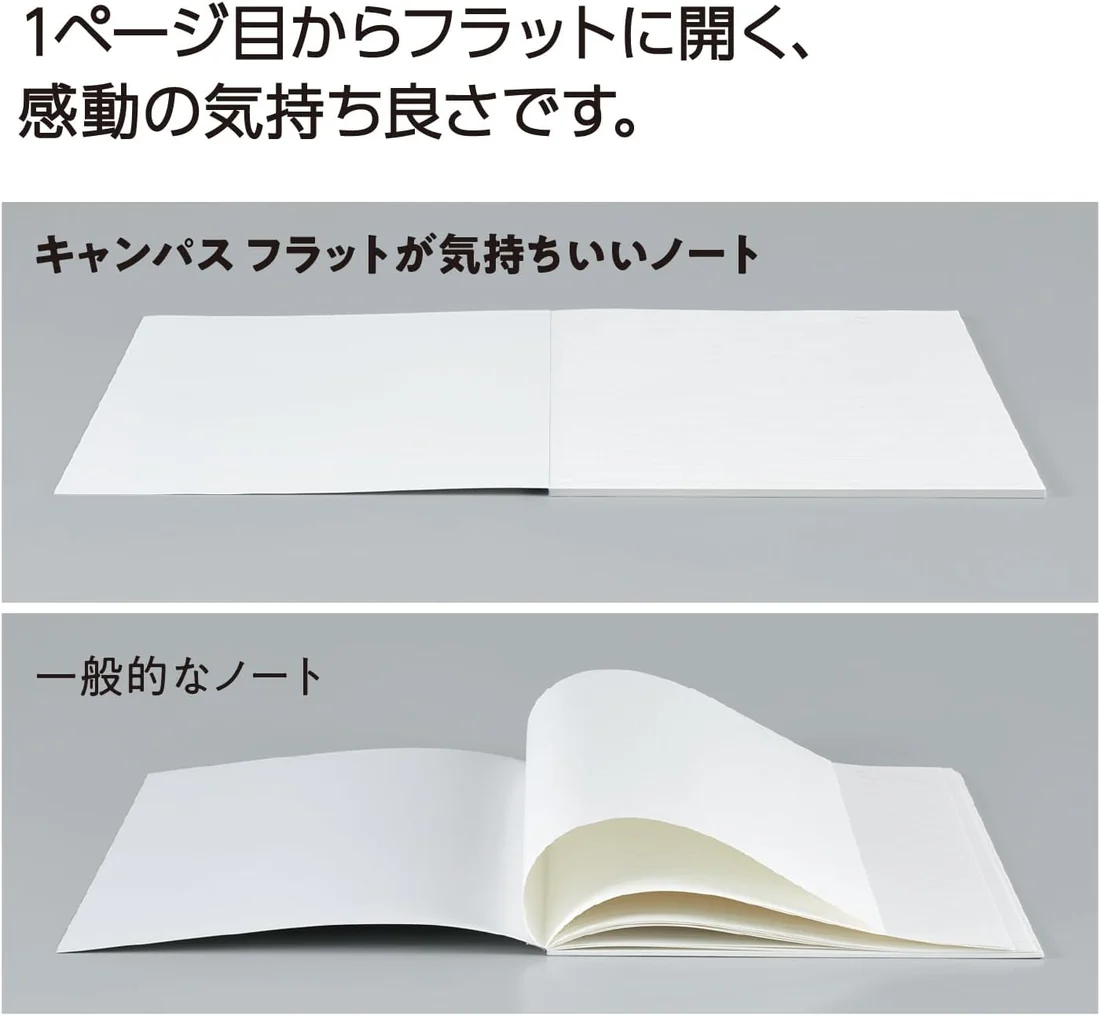 1ページ目からフラットに開く、
感動の気持ち良さです。
キャンパス フラットが気持ちいいノート
一般的なノート